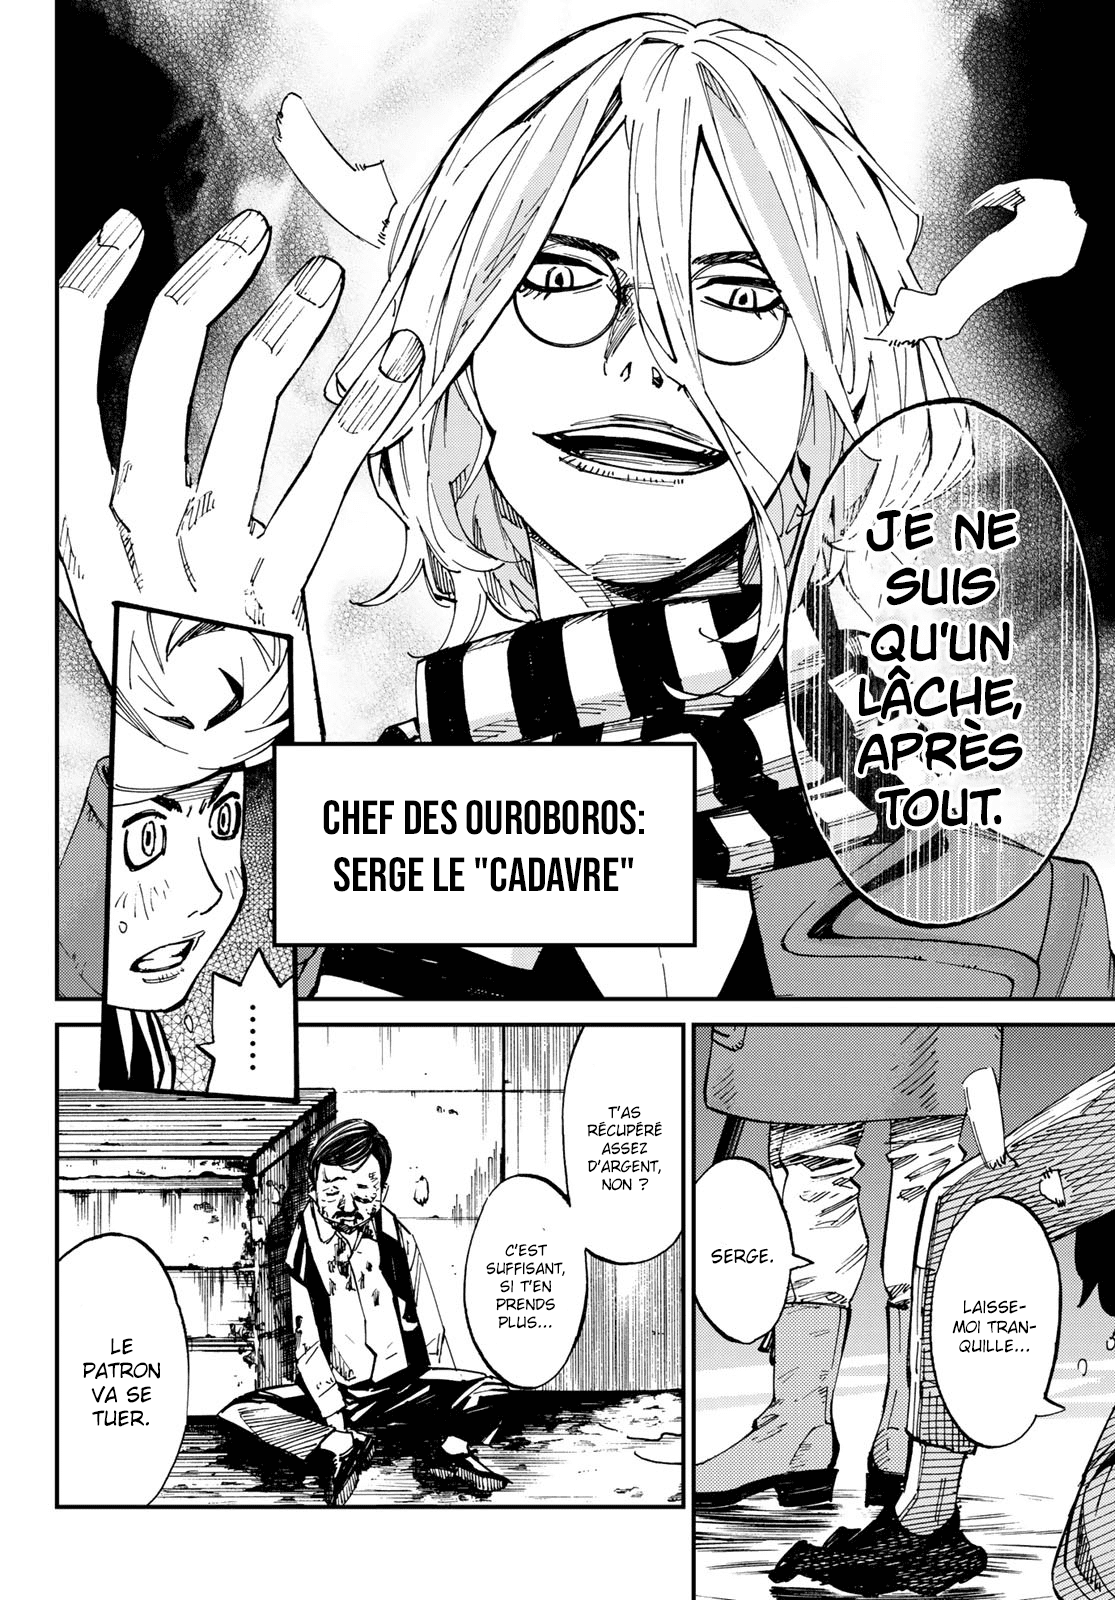 JE NE
SUIS
QU'UN
LÂCHE,
APRÈS
TOUT.
CHEF DES OUROBOROS:
SERGE LE "CADAVRE"
......
LAISSE-
MOI TRAN-
QUILLE...
SERGE.
T'AS
RÉCUPÉRÉ
ASSEZ
D'ARGENT,
NON ?
C'EST
SUFFISANT,
SI T'EN
PRENDS
PLUS...
LE
PATRON
VA SE
TUER.